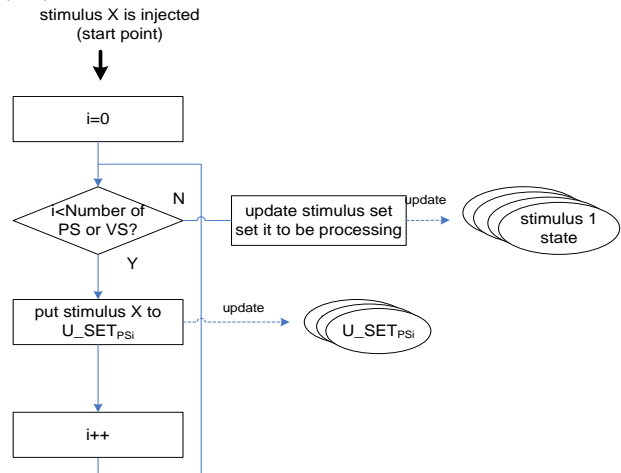 stimulus X is injected
(start point)
i=0
i<Number of
PS or VS?
N
update stimulus set
set it to be processing
update
stimulus 1
state
Y
put stimulus X to
U_SETPSi
update
U_SETPSi
i++